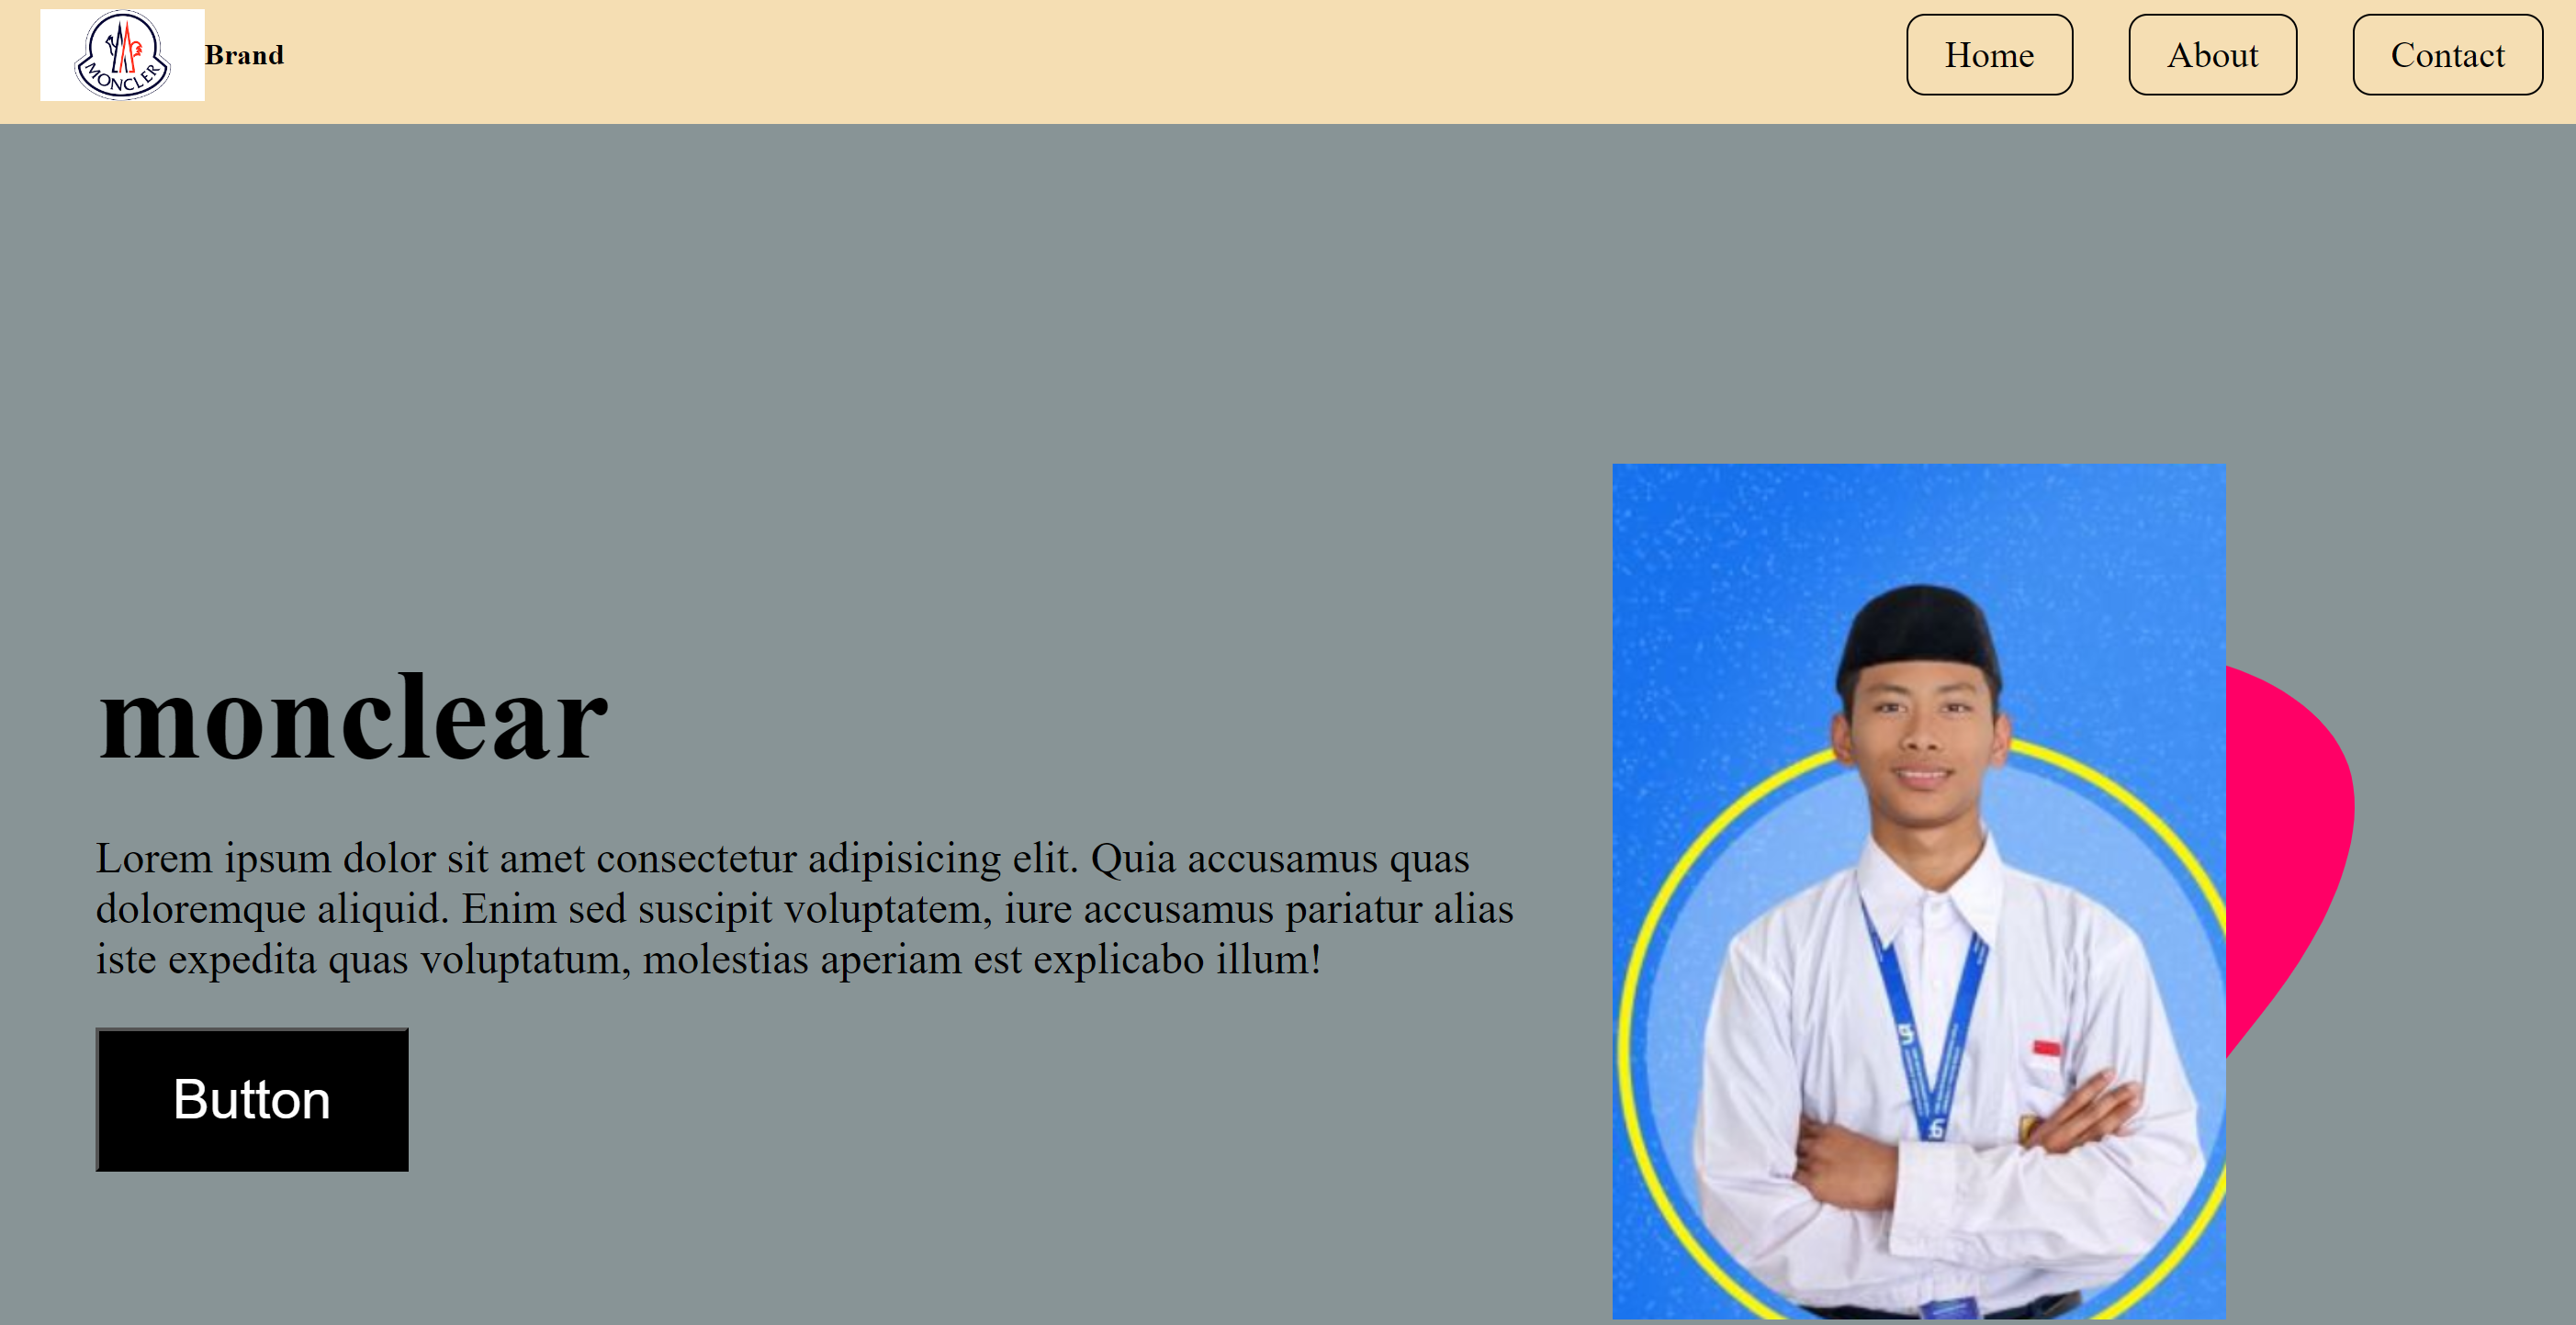 MONCLER
Brand
Home
About
Contact
monclear
Lorem ipsum dolor sit amet consectetur adipisicing elit. Quia accusamus quas
doloremque aliquid. Enim sed suscipit voluptatem, iure accusamus pariatur alias
iste expedita quas voluptatum, molestias aperiam est explicabo illum!
Button